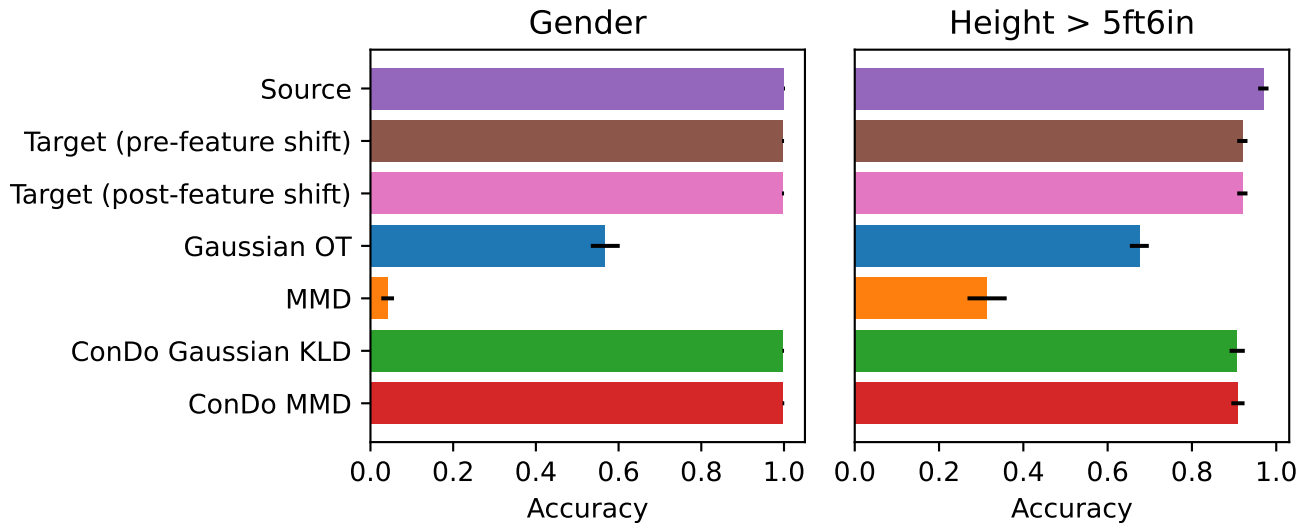 Gender
Height > 5ft6in
Source
Target (pre-feature shift)
Target (post-feature shift)
Gaussian OT
MMD
ConDo Gaussian KLD
ConDo MMD
0.0 0.2 0.4 0.6 0.8 1.0
0.0 0.2 0.4 0.6 0.8 1.0
Accuracy
Accuracy